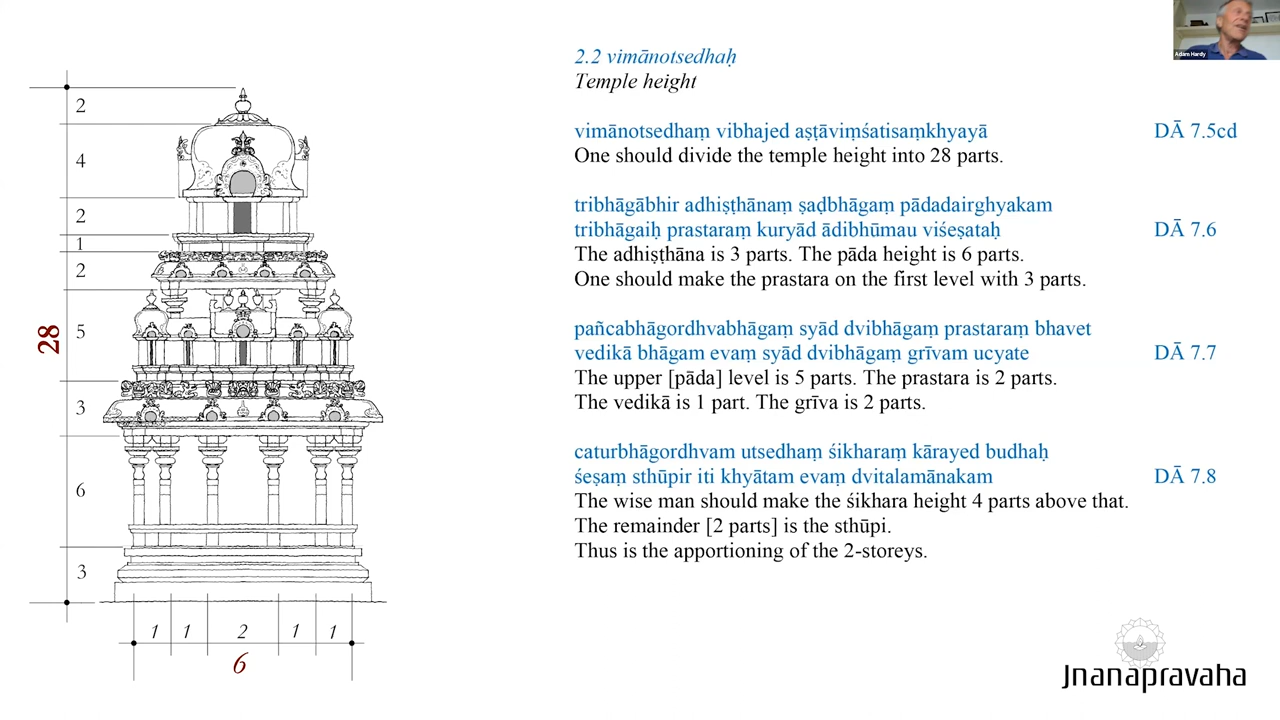 Adam Hardy
2.2 vimānotsedhaḥ
Temple height
vimānotsedhaṃ vibhajed aṣṭāviṃśatisaṃkhyayā DĀ 7.5cd
One should divide the temple height into 28 parts.
tribhāgābhir adhiṣṭhānaṃ ṣaḍbhāgaṃ pādadairghyakam
tribhāgaiḥ prastaraṃ kuryād ādibhūmau viśeṣataḥ DĀ 7.6
The adhiṣṭhāna is 3 parts. The pāda height is 6 parts.
One should make the prastara on the first level with 3 parts.
pañcabhāgordhvabhāgaṃ syād dvibhāgaṃ prastaraṃ bhavet
vedikā bhāgam evaṃ syād dvibhāgaṃ grīvam ucyate DĀ 7.7
The upper [pāda] level is 5 parts. The prastara is 2 parts.
The vedikā is 1 part. The grīva is 2 parts.
caturbhāgordhvam utsedhaṃ śikharaṃ kārayed budhaḥ
śeṣaṃ sthūpir iti khyātam evaṃ dvitalamānakam DĀ 7.8
The wise man should make the śikhara height 4 parts above that.
The remainder [2 parts] is the sthūpi.
Thus is the apportioning of the 2-storeys.
2
4
2
1
2
5
3
6
3
28
1 1 2 1 1
6
Jnanapravaha